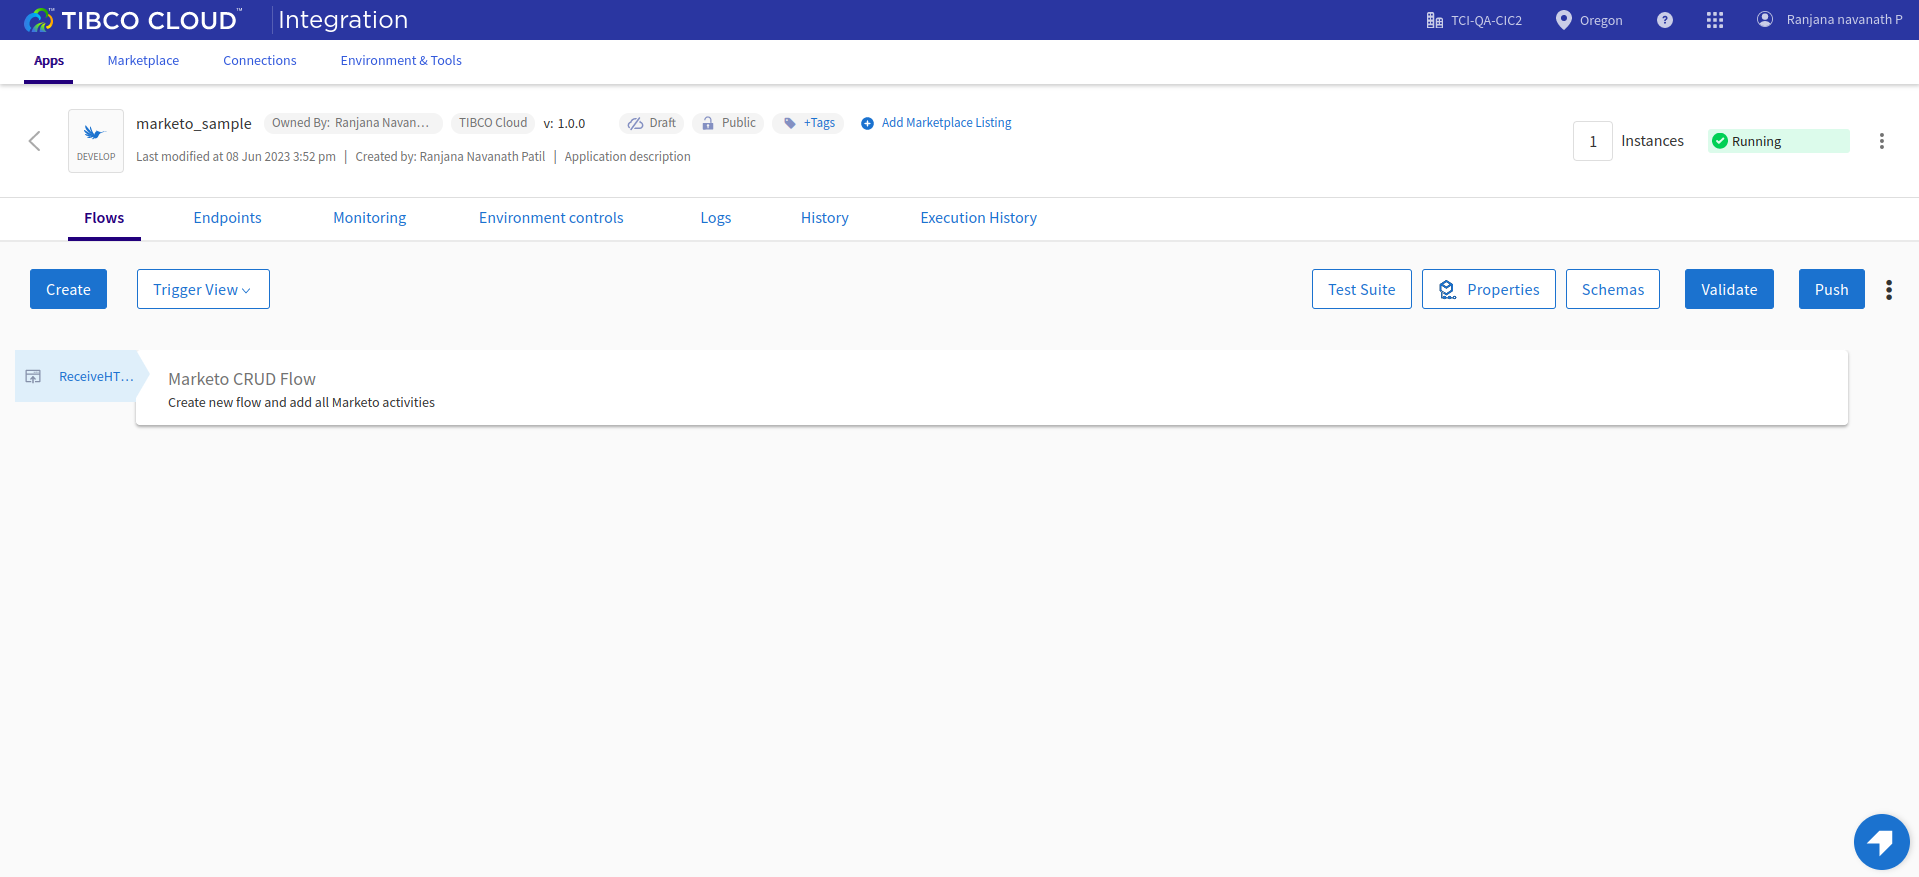 TIBCO CLOUD™ Integration
TCI-QA-CIC2 Oregon ? Ranjana navanath P
Apps Marketplace Connections Environment & Tools
marketo_sample Owned By: Ranjana Navan... TIBCO Cloud v: 1.0.0 Draft Public +Tags Add Marketplace Listing
DEVELOP
Last modified at 08 Jun 2023 3:52 pm | Created by: Ranjana Navanath Patil | Application description
1 Instances Running
Flows Endpoints Monitoring Environment controls Logs History Execution History
Create Trigger View Test Suite Properties Schemas Validate Push
ReceiveHT...
Marketo CRUD Flow
Create new flow and add all Marketo activities